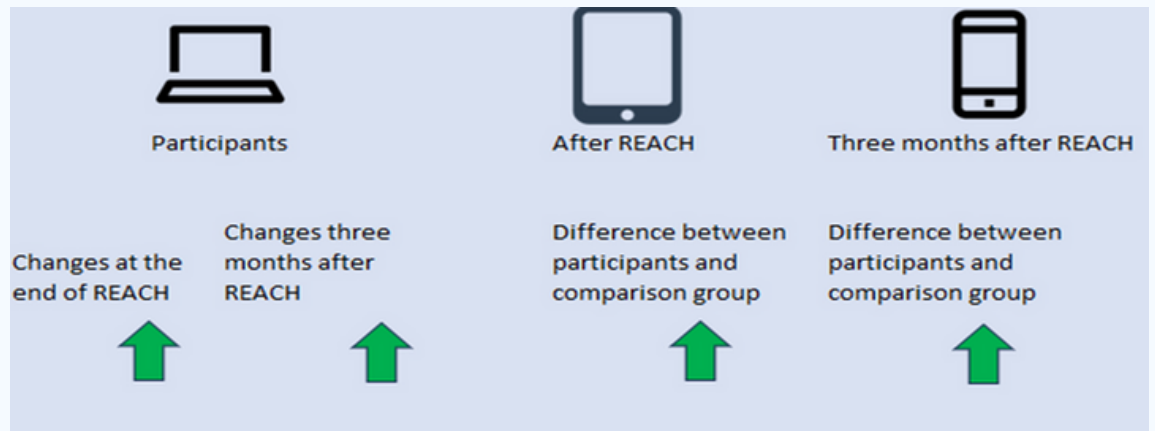 Participants
After REACH
Three months after REACH
Changes at the
end of REACH
Changes three
months after
REACH
Difference between
participants and
comparison group
Difference between
participants and
comparison group